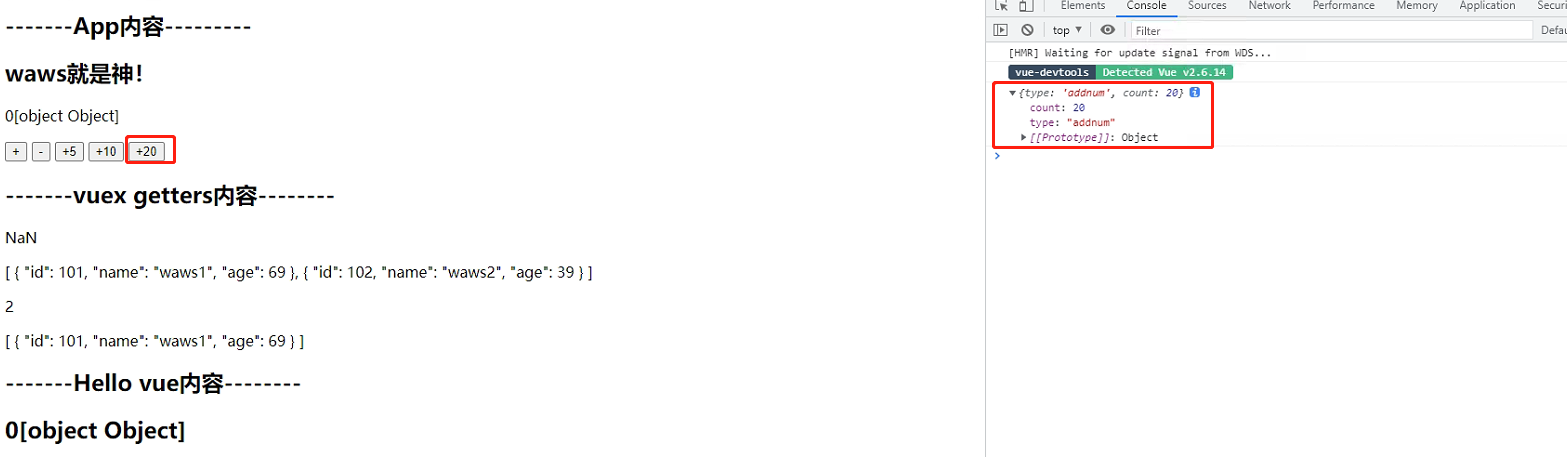 -------App内容---------
waws就是神！
0[object Object]
+ - +5 +10 +20
-------vuex getters内容--------
NaN
[ { "id": 101, "name": "waws1", "age": 69 }, { "id": 102, "name": "waws2", "age": 39 } ]
2
[ { "id": 101, "name": "waws1", "age": 69 } ]
-------Hello vue内容--------
0[object Object]
Elements Console Sources Network Performance Memory Application Securi
top ▼ Filter Defau
[HMR] Waiting for update signal from WDS...
vue-devtools Detected Vue v2.6.14
▼{type: 'addnum', count: 20} i
count: 20
type: "addnum"
▶[[Prototype]]: Object
>